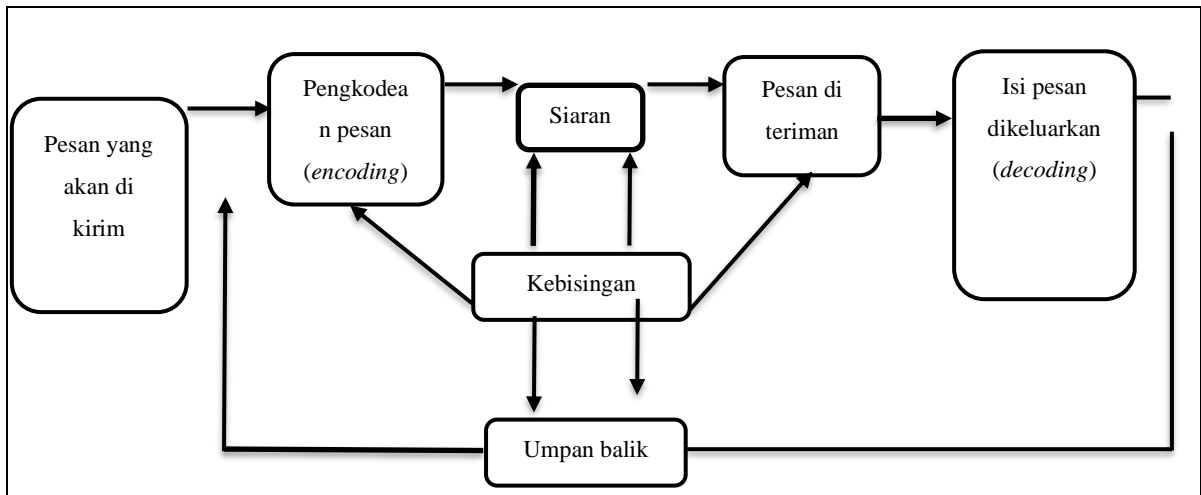 Pesan yang
akan di
kirim
Pengkodea
n pesan
(encoding)
Siaran
Pesan di
teriman
Isi pesan
dikeluarkan
(decoding)
Kebisingan
Umpan balik